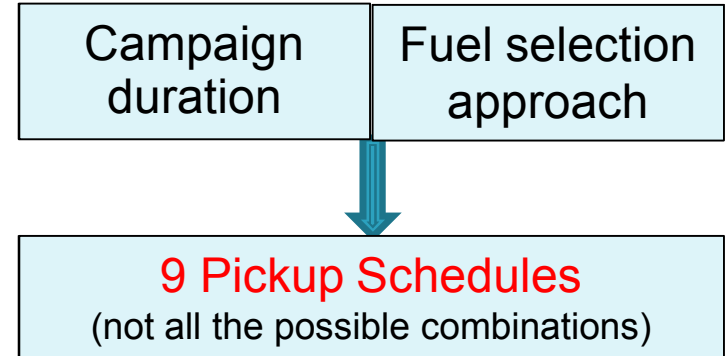 Campaign
duration
Fuel selection
approach
9 Pickup Schedules
(not all the possible combinations)